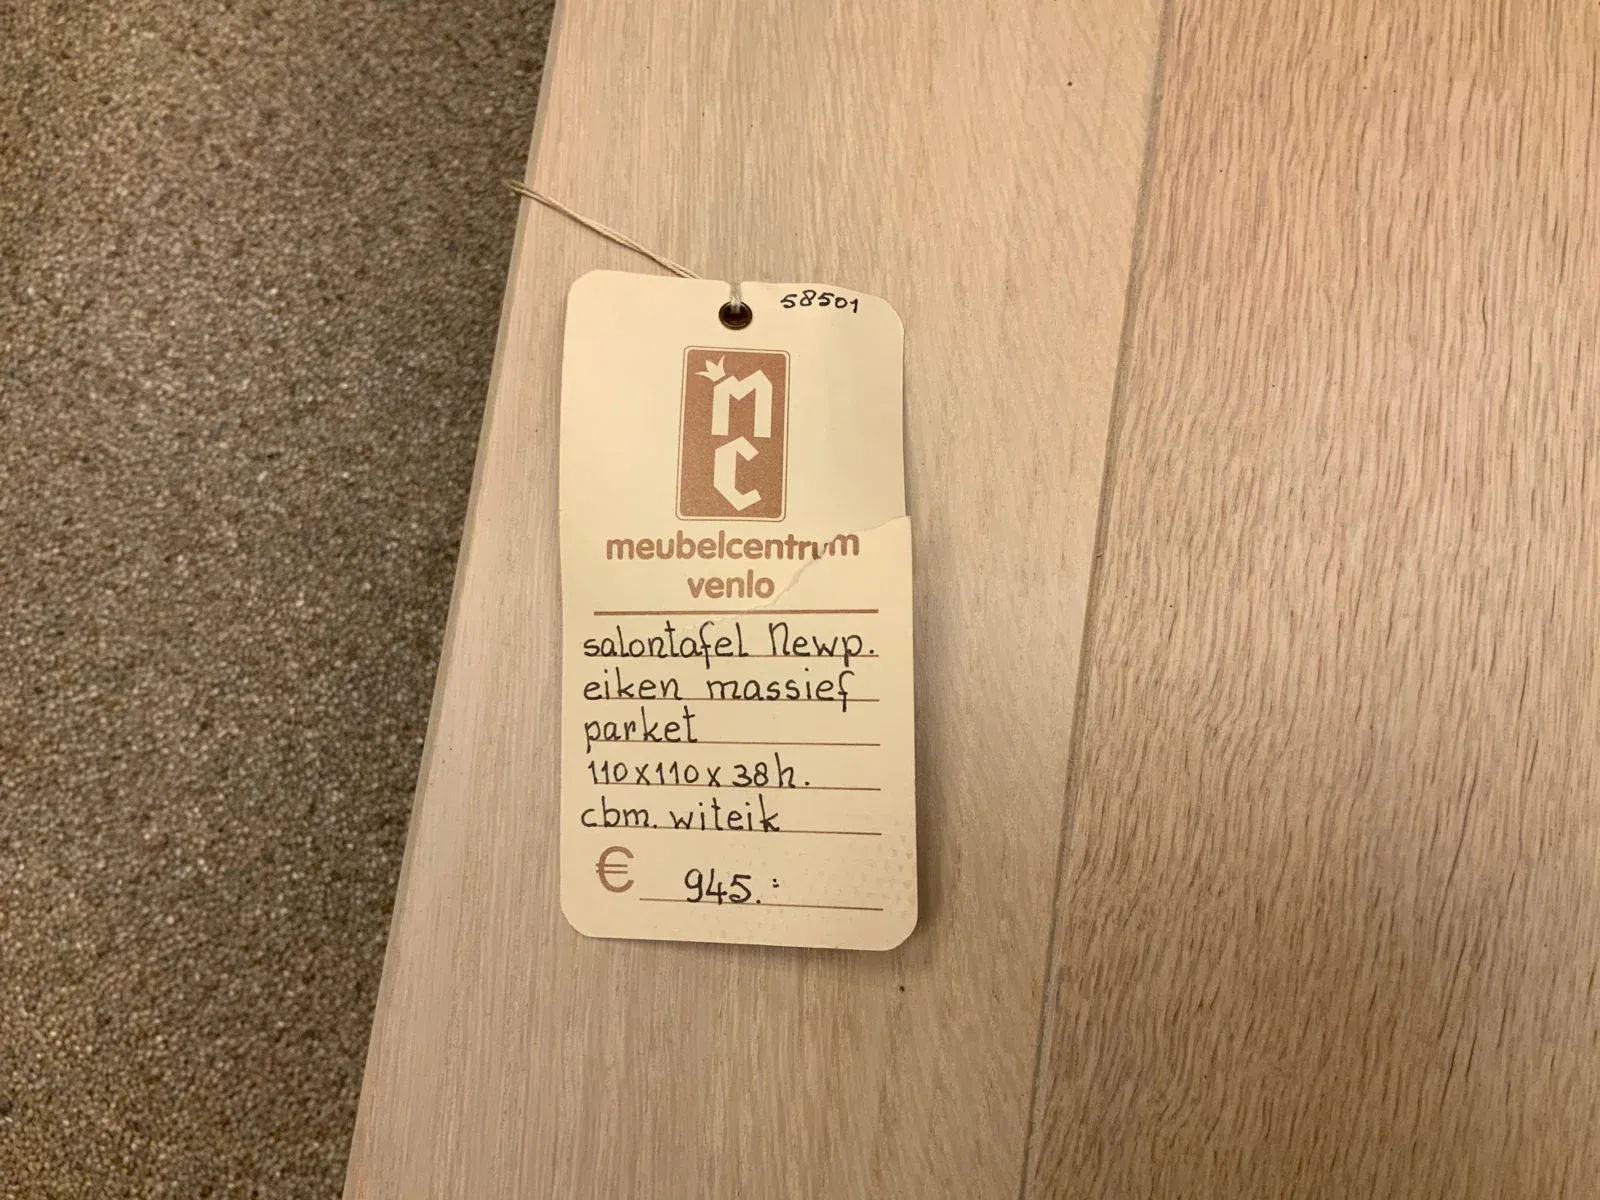 58501
MC
meubelcentrum
venlo
salontafel Newp.
eiken massief
parket
110x110x38h.
cbm. witeik
€ 945.: